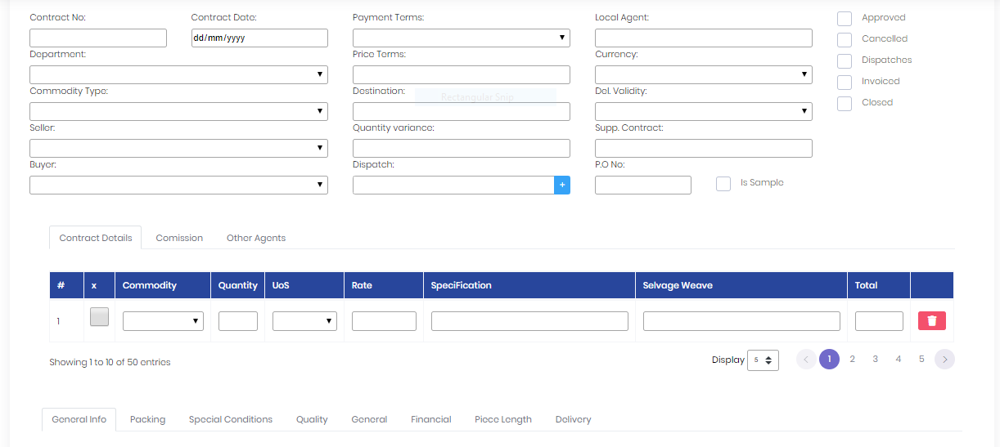 Contract No: Contract Date: Payment Terms: Local Agent: Approved
dd/mm/yyyy Cancelled
Department: Price Terms: Currency: Dispatches
Invoiced
Commodity Type: Destination: Del. Validity:
Rectangular Snip
Closed
Seller: Quantity variance: Supp. Contract:
Buyer: Dispatch: P.O No:
+ Is Sample
Contract Details Comission Other Agents
# x Commodity Quantity UoS Rate SpeciFication Selvage Weave Total
1
Showing 1 to 10 of 50 entries Display 5 < 1 2 3 4 5 >
General Info Packing Special Conditions Quality General Financial Piece Length Delivery